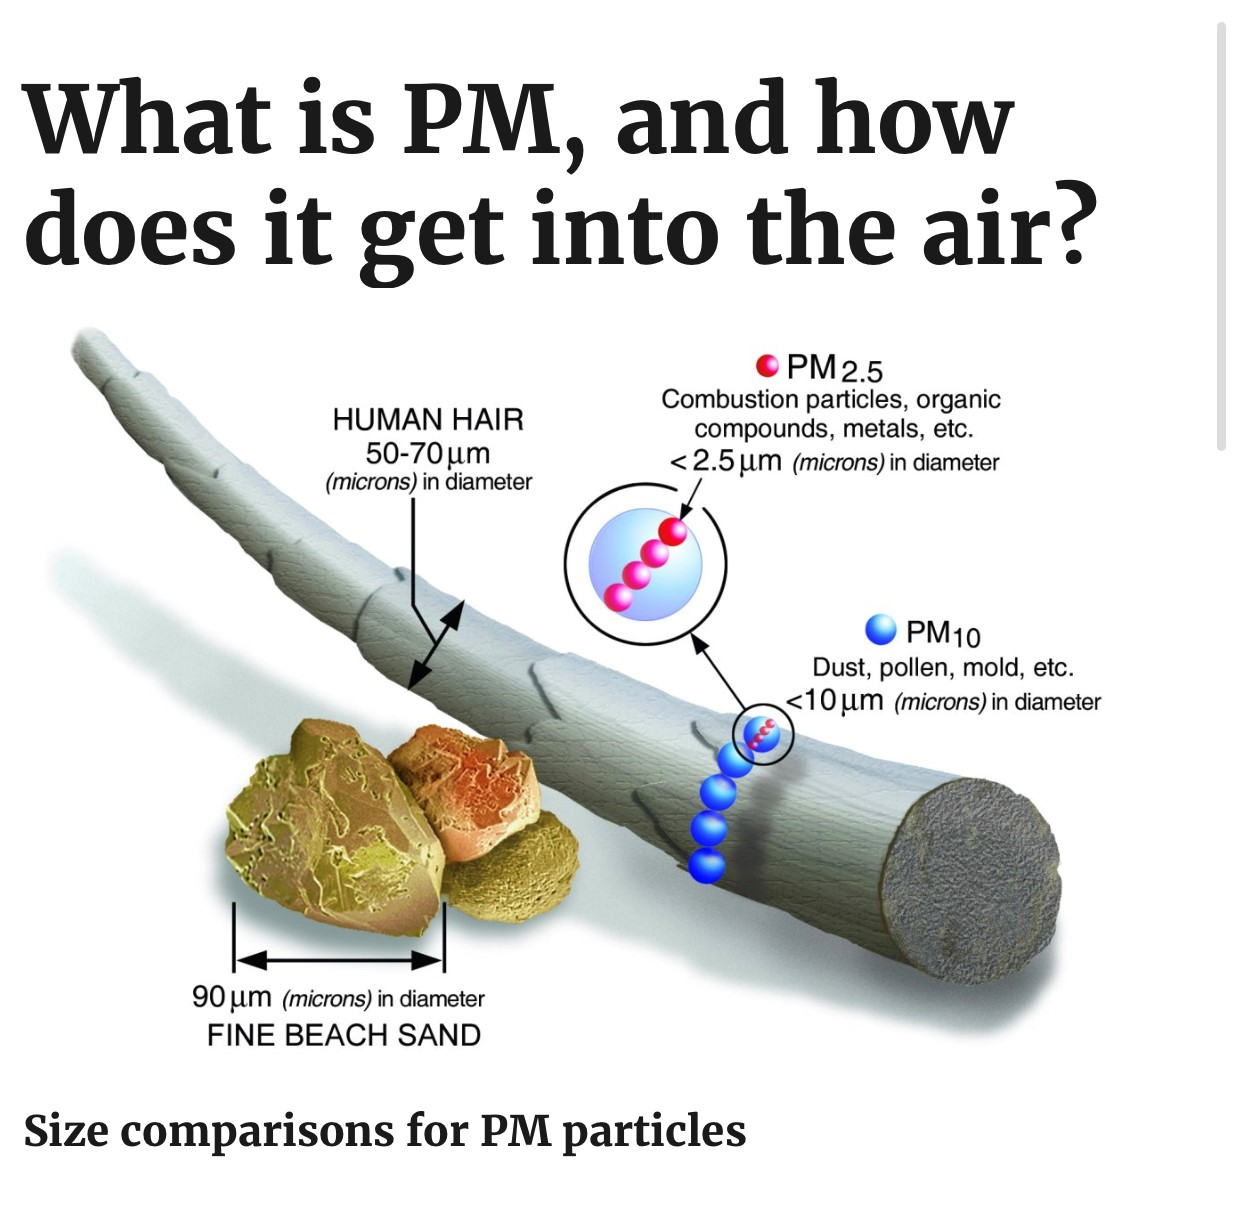 What is PM, and how
does it get into the air?
PM 2.5
Combustion particles, organic
compounds, metals, etc.
< 2.5 µm (microns) in diameter
HUMAN HAIR
50-70 µm
(microns) in diameter
PM10
Dust, pollen, mold, etc.
<10 µm (microns) in diameter
90 µm (microns) in diameter
FINE BEACH SAND
Size comparisons for PM particles